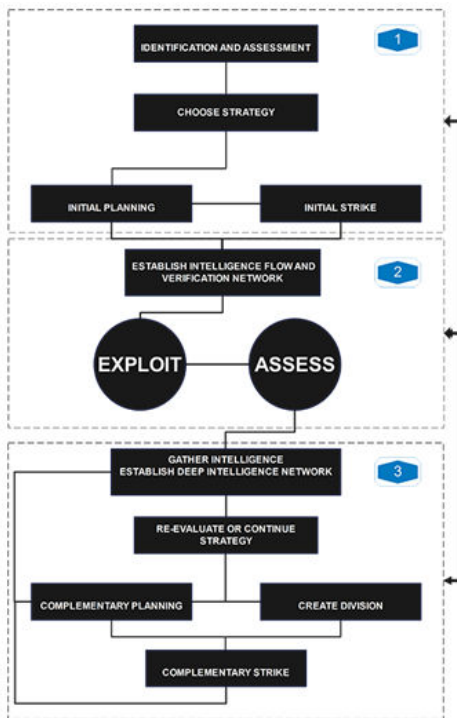 IDENTIFICATION AND ASSESSMENT
1
CHOOSE STRATEGY
INITIAL PLANNING
INITIAL STRIKE
ESTABLISH INTELLIGENCE FLOW AND
VERIFICATION NETWORK
2
EXPLOIT
ASSESS
GATHER INTELLIGENCE
ESTABLISH DEEP INTELLIGENCE NETWORK
3
RE-EVALUATE OR CONTINUE
STRATEGY
COMPLEMENTARY PLANNING
CREATE DIVISION
COMPLEMENTARY STRIKE